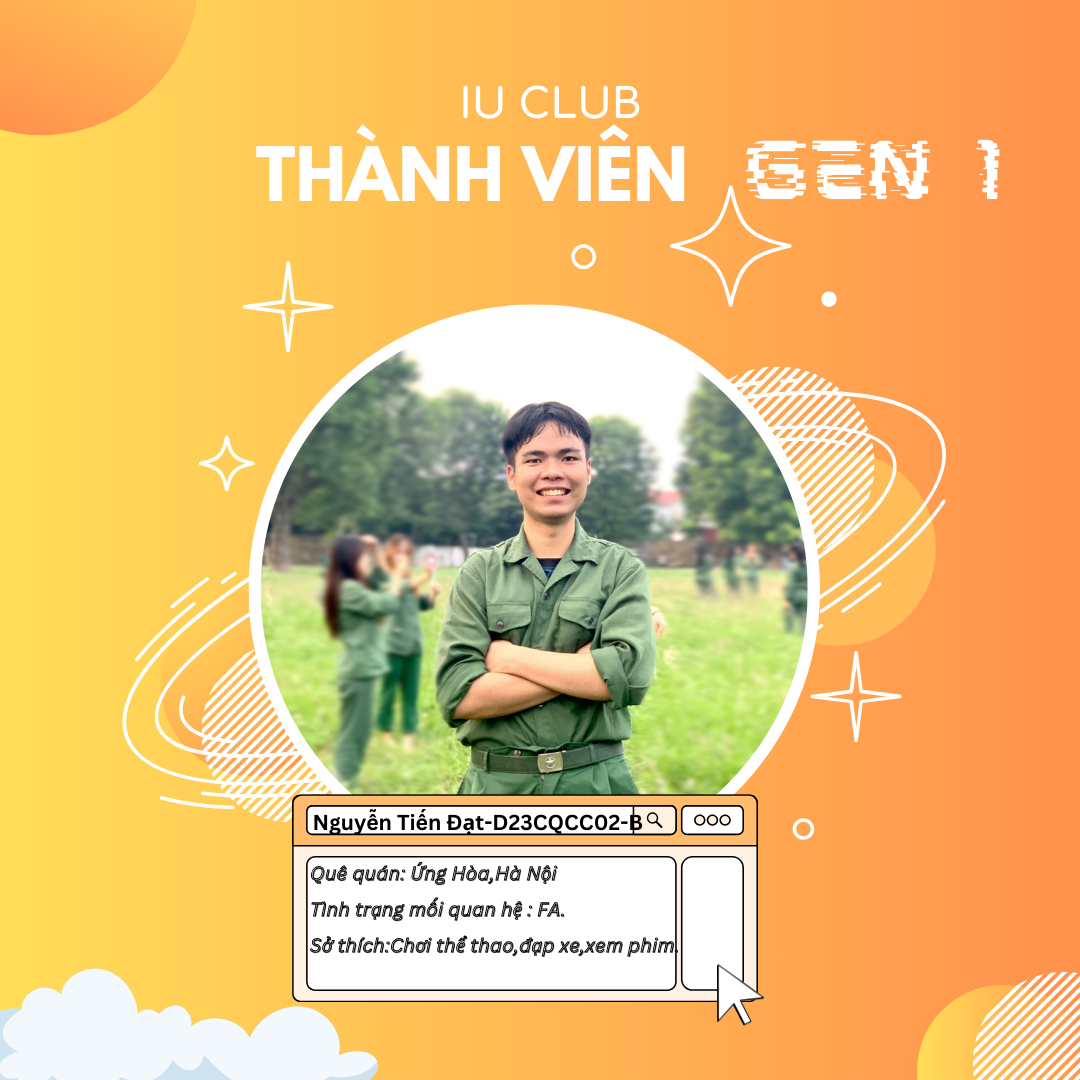 IU CLUB
THÀNH VIÊN GEN 1
Nguyễn Tiến Đạt-D23CQCC02-B
Quê quán: Ứng Hòa,Hà Nội
Tình trạng mối quan hệ : FA.
Sở thích:Chơi thể thao,đạp xe,xem phim.